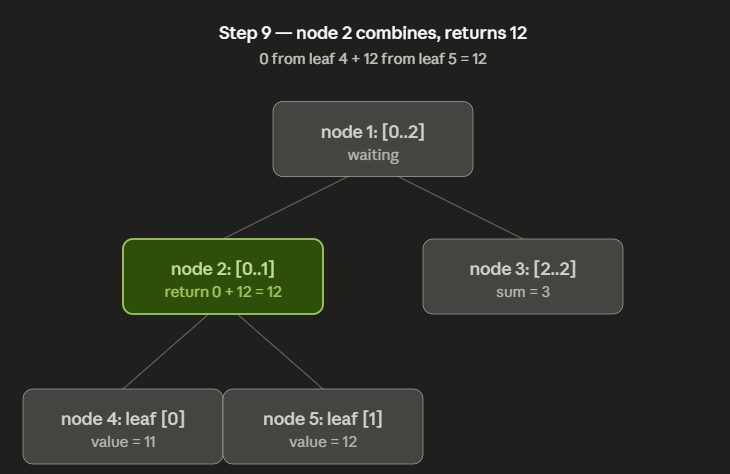 Step 9 — node 2 combines, returns 12
0 from leaf 4 + 12 from leaf 5 = 12
node 1: [0..2]
waiting
node 2: [0..1]
return 0 + 12 = 12
node 3: [2..2]
sum = 3
node 4: leaf [0]
value = 11
node 5: leaf [1]
value = 12